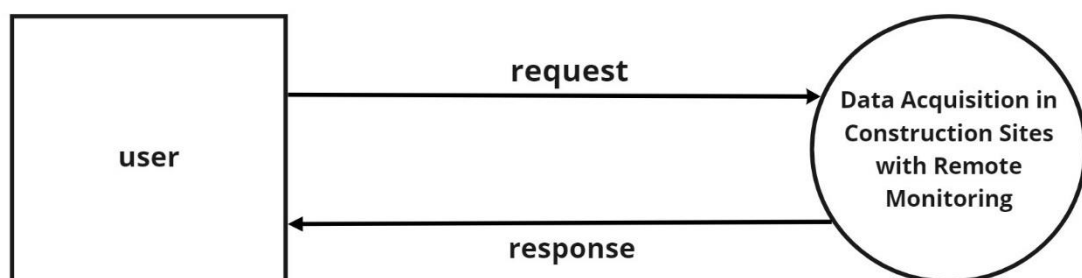 user
request
response
Data Acquisition in
Construction Sites
with Remote
Monitoring